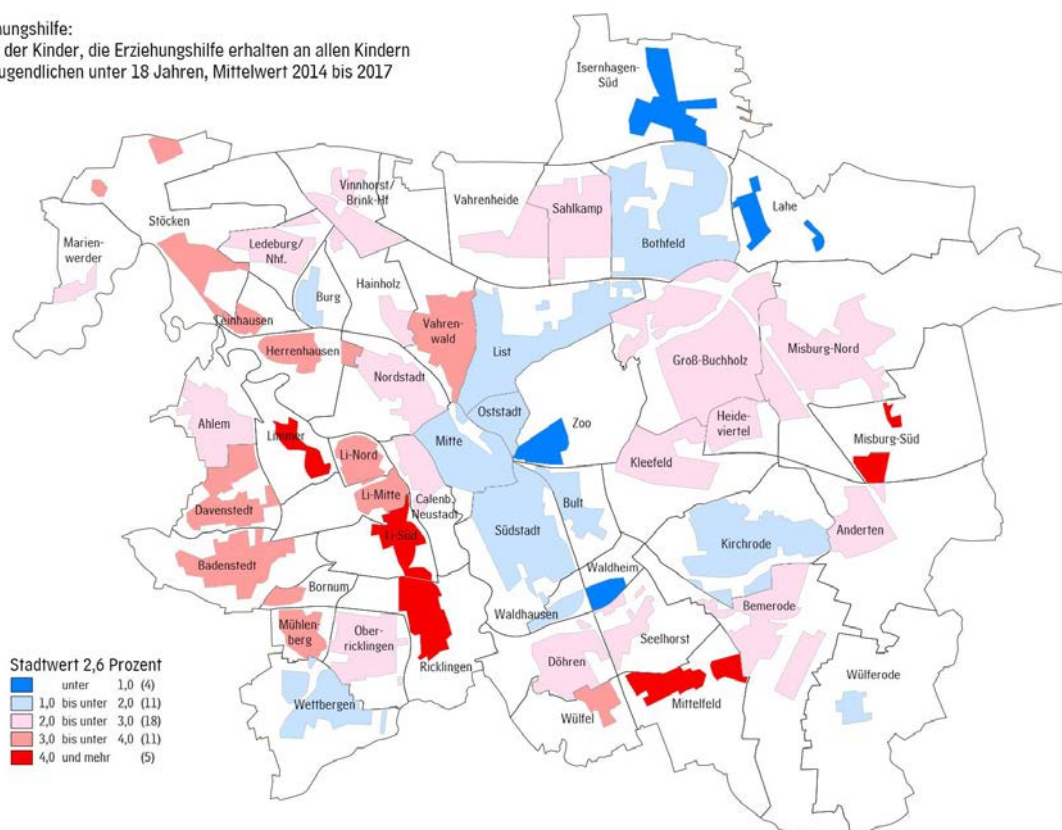 nungshilfe:
der Kinder, die Erziehungshilfe erhalten an allen Kindern
ugendlichen unter 18 Jahren, Mittelwert 2014 bis 2017
Isernhagen-
Süd
Vinnhorst/
Brink-Hf
Vahrenheide
Sahlkamp
Lahe
Stöcken
Marien-
werder
Ledeburg/
Nhf.
Bothfeld
Burg
Hainholz
Leinhausen
Vahren-
wald
Herrenhausen
List
Misburg-Nord
Groß-Buchholz
Nordstadt
Oststadt
Ahlem
Limmer
Zoo
Heide-
viertel
Mitte
Misburg-Süd
Li-Nord
Kleefeld
Li-Mitte
Calenb.
Neustadt
Bult
Davenstedt
Li-Süd
Südstadt
Anderten
Kirchrode
Badenstedt
Waldheim
Bornum
Waldhausen
Bemerode
Mühlen-
berg
Ober-
ricklingen
Seelhorst
Döhren
Ricklingen
Wülferode
Mittelfeld
Wettbergen
Wülfel
Stadtwert 2,6 Prozent
unter 1,0 (4)
1,0 bis unter 2,0 (11)
2,0 bis unter 3,0 (18)
3,0 bis unter 4,0 (11)
4,0 und mehr (5)